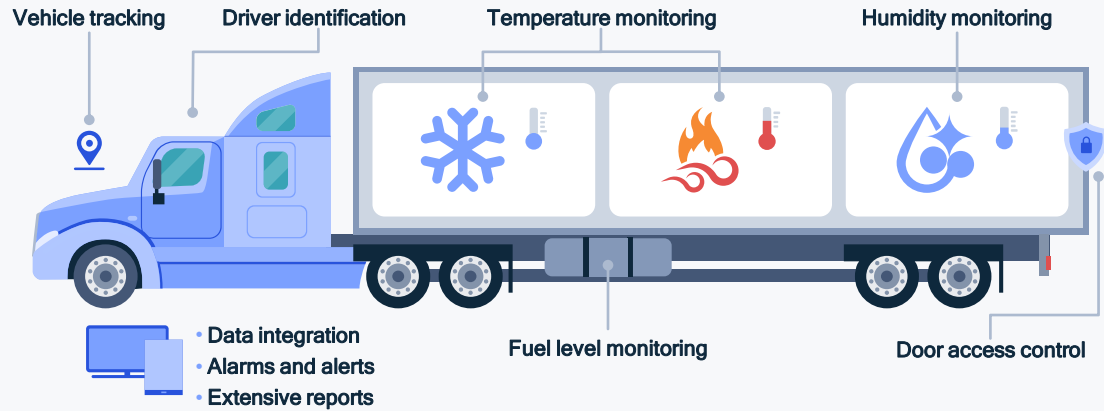 Vehicle tracking
Driver identification
Temperature monitoring
Humidity monitoring
Fuel level monitoring
Door access control
• Data integration
• Alarms and alerts
• Extensive reports